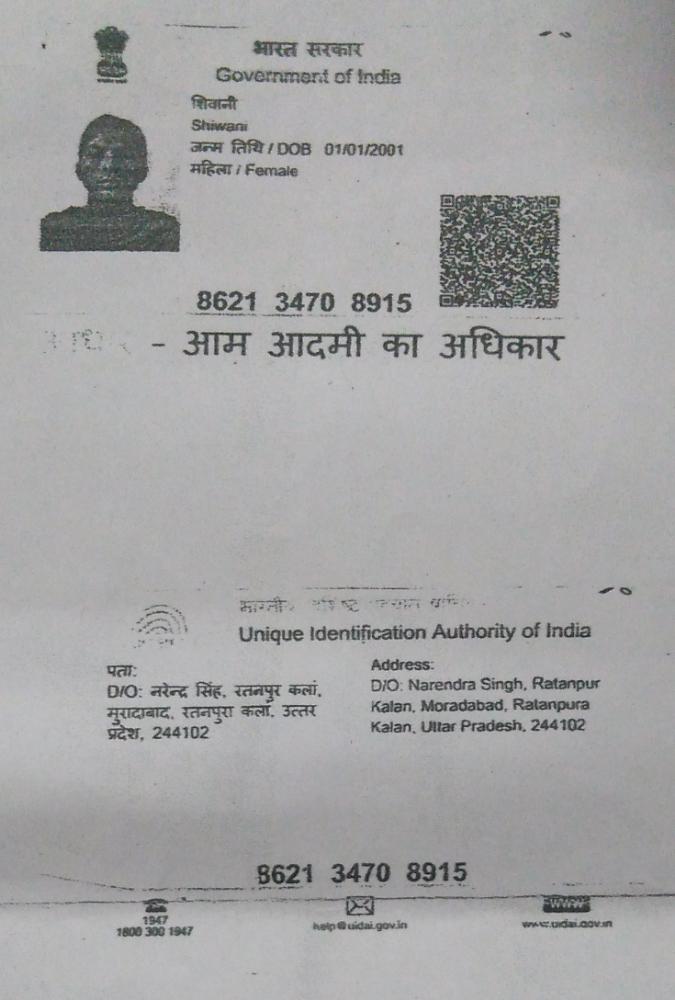 भारत सरकार
Government of India
शिवानी
Shiwani
जन्म तिथि / DOB 01/01/2001
महिला / Female
8621 3470 8915
- आम आदमी का अधिकार
Unique Identification Authority of India
पता:
D/O: नरेन्द्र सिंह, रतनपुर कलां,
मुरादाबाद, रतनपुरा कलां, उत्तर
प्रदेश, 244102
Address:
D/O: Narendra Singh, Ratanpur
Kalan, Moradabad, Ratanpura
Kalan, Uttar Pradesh, 244102
8621 3470 8915
1947
1800 300 1947
help@uidai.gov.in
www.uidai.gov.in